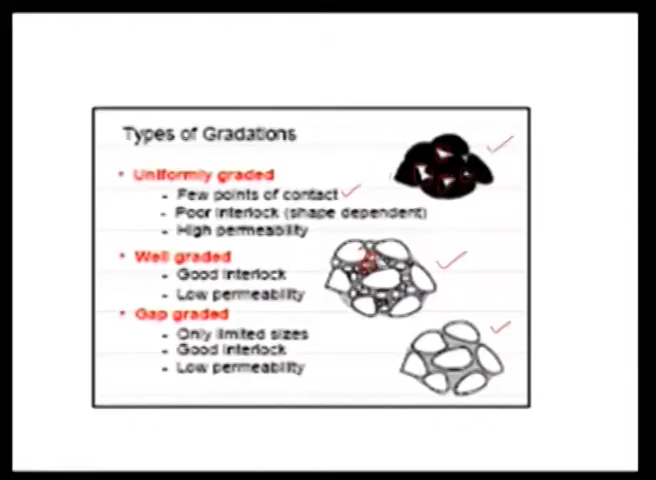 Types of Gradations
• Uniformly graded
- Few points of contact
- Poor interlock (shape dependent)
- High permeability
• Well graded
- Good interlock
- Low permeability
• Gap graded
- Only limited sizes
- Good interlock
- Low permeability